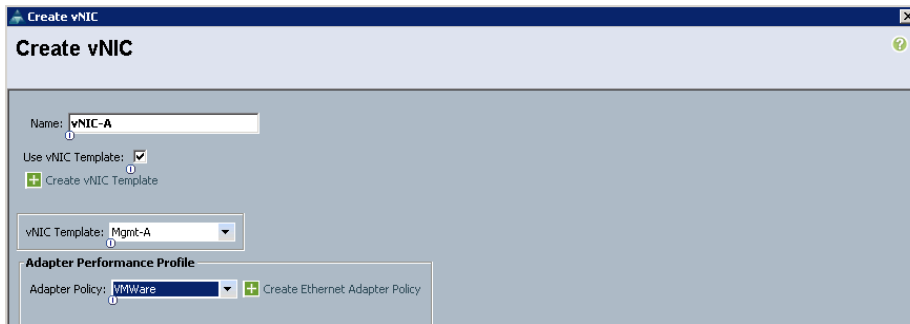 Create vNIC
Create vNIC
Name: vNIC-A
Use vNIC Template:
Create vNIC Template
vNIC Template: Mgmt-A
Adapter Performance Profile
Adapter Policy: VMWare Create Ethernet Adapter Policy